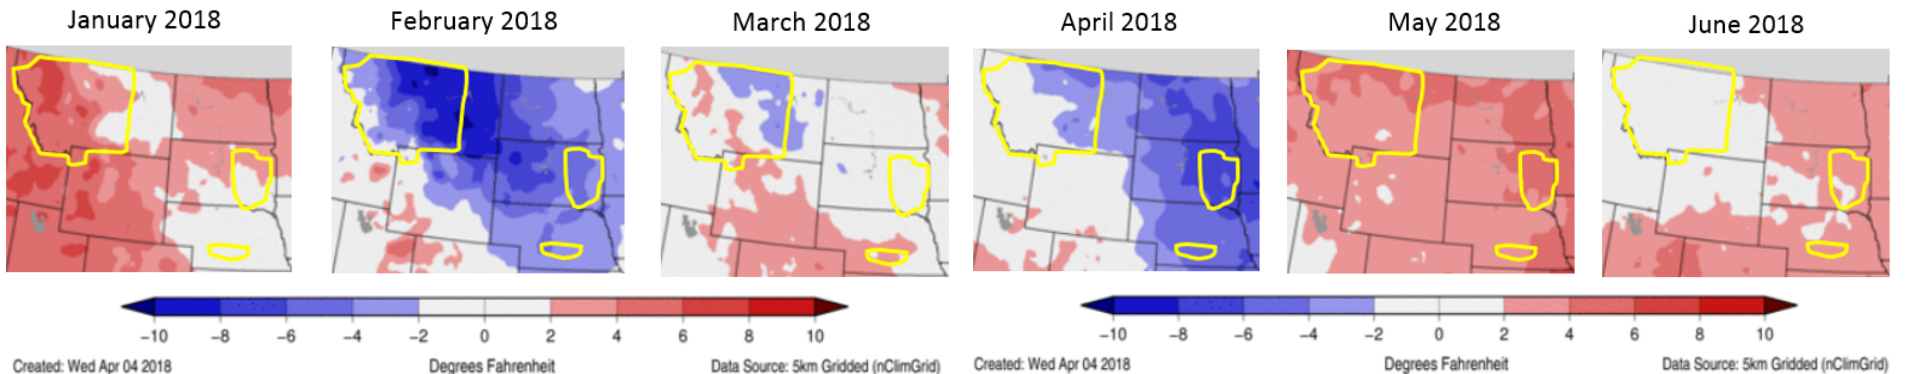 January 2018
February 2018
March 2018
April 2018
May 2018
June 2018
−10 −8 −6 −4 −2 0 2 4 6 8 10
−10 −8 −6 −4 −2 0 2 4 6 8 10
Created: Wed Apr 04 2018
Degrees Fahrenheit
Data Source: 5km Gridded (nClimGrid)
Created: Wed Apr 04 2018
Degrees Fahrenheit
Data Source: 5km Gridded (nClimGrid)